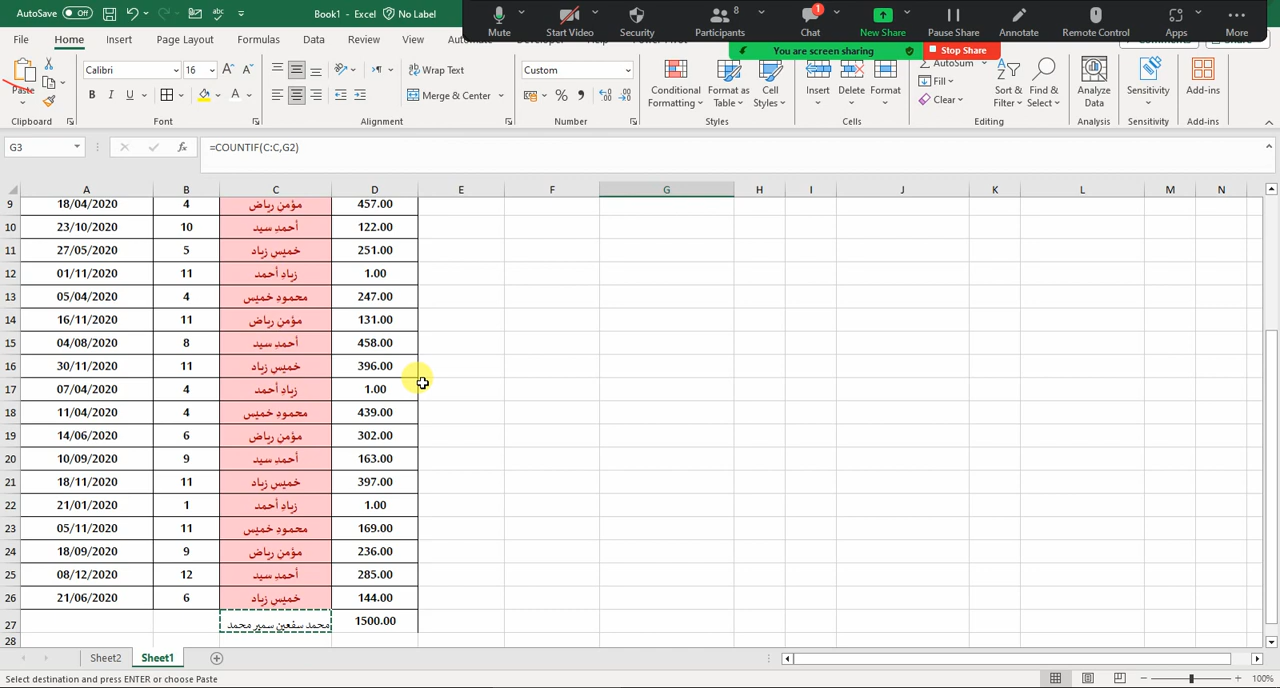 AutoSave Off Book1 - Excel No Label
Mute Start Video Security Participants 8 Chat 1 New Share Pause Share Annotate Remote Control Apps More
You are screen sharing Stop Share
File Home Insert Page Layout Formulas Data Review View
Paste Calibri 16 Wrap Text Custom AutoSum
Merge & Center Conditional Formatting Format as Table Cell Styles Insert Delete Format Fill Clear Sort & Filter Find & Select Analyze Data Sensitivity Add-ins
Clipboard Font Alignment Number Styles Cells Editing Analysis Sensitivity Add-ins
G3 fx =COUNTIF(C:C,G2)
A B C D E F G H I J K L M N
9 18/04/2020 4 مؤمن رياض 457.00
10 23/10/2020 10 أحمد سيد 122.00
11 27/05/2020 5 خميس زياد 251.00
12 01/11/2020 11 زياد أحمد 1.00
13 05/04/2020 4 محمود خميس 247.00
14 16/11/2020 11 مؤمن رياض 131.00
15 04/08/2020 8 أحمد سيد 458.00
16 30/11/2020 11 خميس زياد 396.00
17 07/04/2020 4 زياد أحمد 1.00
18 11/04/2020 4 محمود خميس 439.00
19 14/06/2020 6 مؤمن رياض 302.00
20 10/09/2020 9 أحمد سيد 163.00
21 18/11/2020 11 خميس زياد 397.00
22 21/01/2020 1 زياد أحمد 1.00
23 05/11/2020 11 محمود خميس 169.00
24 18/09/2020 9 مؤمن رياض 236.00
25 08/12/2020 12 أحمد سيد 285.00
26 21/06/2020 6 خميس زياد 144.00
27 محمد سفعين سمير محمد 1500.00
28
Sheet2 Sheet1
Select destination and press ENTER or choose Paste 100%